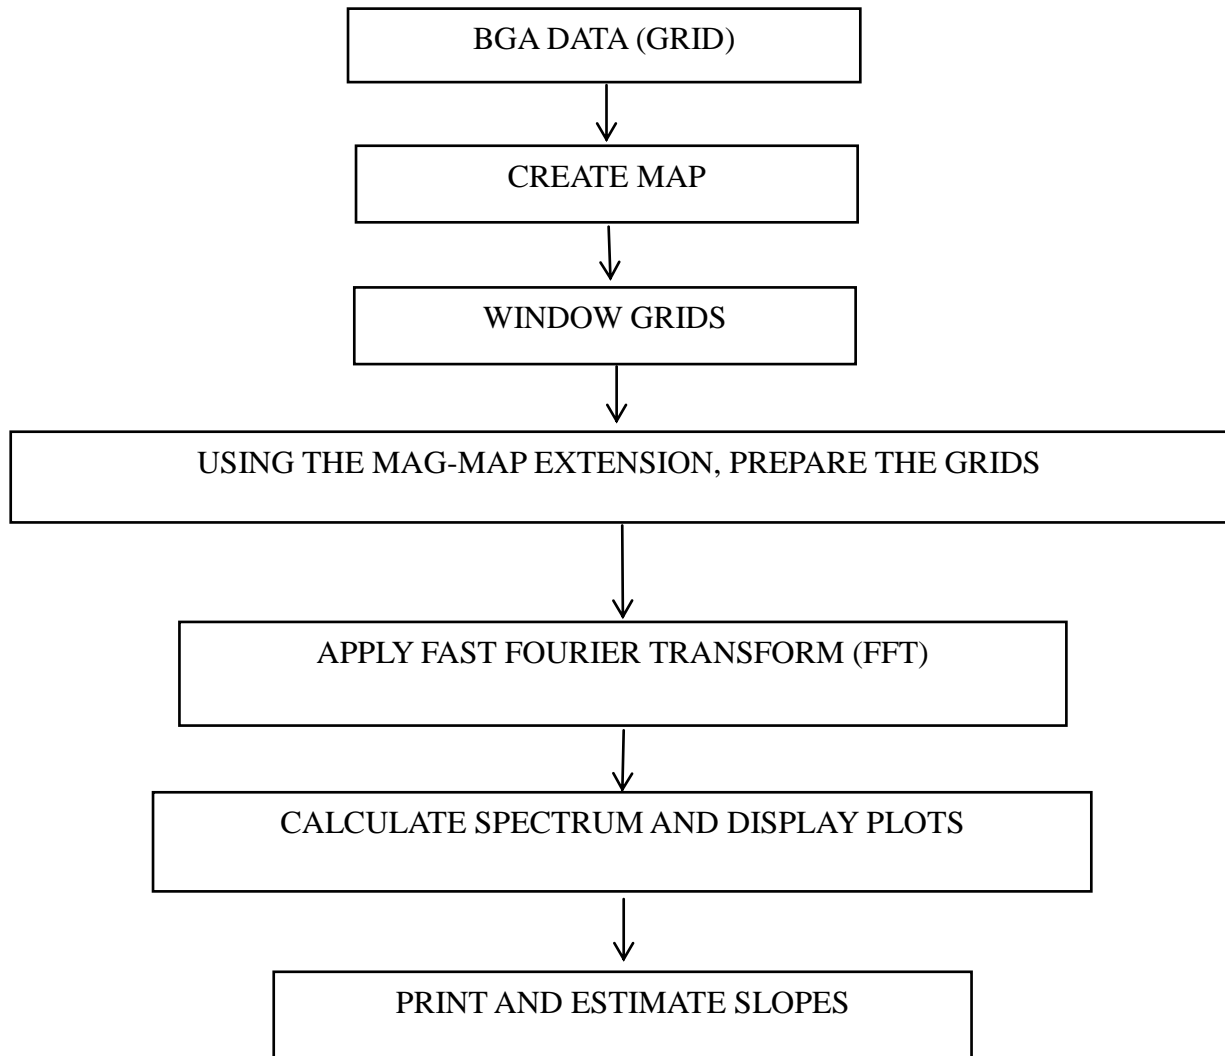 BGA DATA (GRID)
CREATE MAP
WINDOW GRIDS
USING THE MAG-MAP EXTENSION, PREPARE THE GRIDS
APPLY FAST FOURIER TRANSFORM (FFT)
CALCULATE SPECTRUM AND DISPLAY PLOTS
PRINT AND ESTIMATE SLOPES